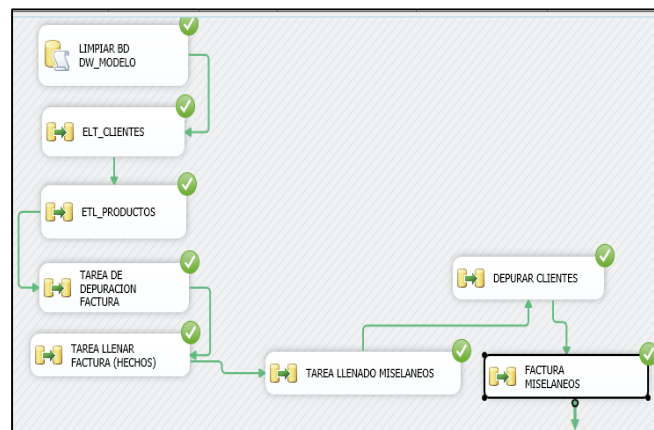 LIMPIAR BD
DW_MODELO
ELT_CLIENTES
ETL_PRODUCTOS
TAREA DE
DEPURACION
FACTURA
TAREA LLENAR
FACTURA (HECHOS)
TAREA LLENADO MISELANEOS
DEPURAR CLIENTES
FACTURA
MISELANEOS